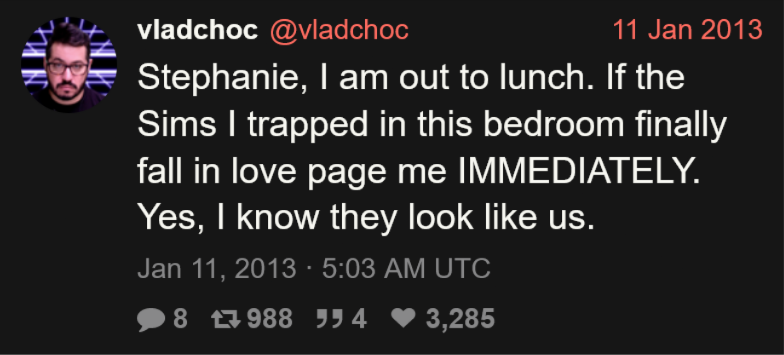 vladchoc @vladchoc 11 Jan 2013
Stephanie, I am out to lunch. If the
Sims I trapped in this bedroom finally
fall in love page me IMMEDIATELY.
Yes, I know they look like us.
Jan 11, 2013 · 5:03 AM UTC
8 988 4 3,285